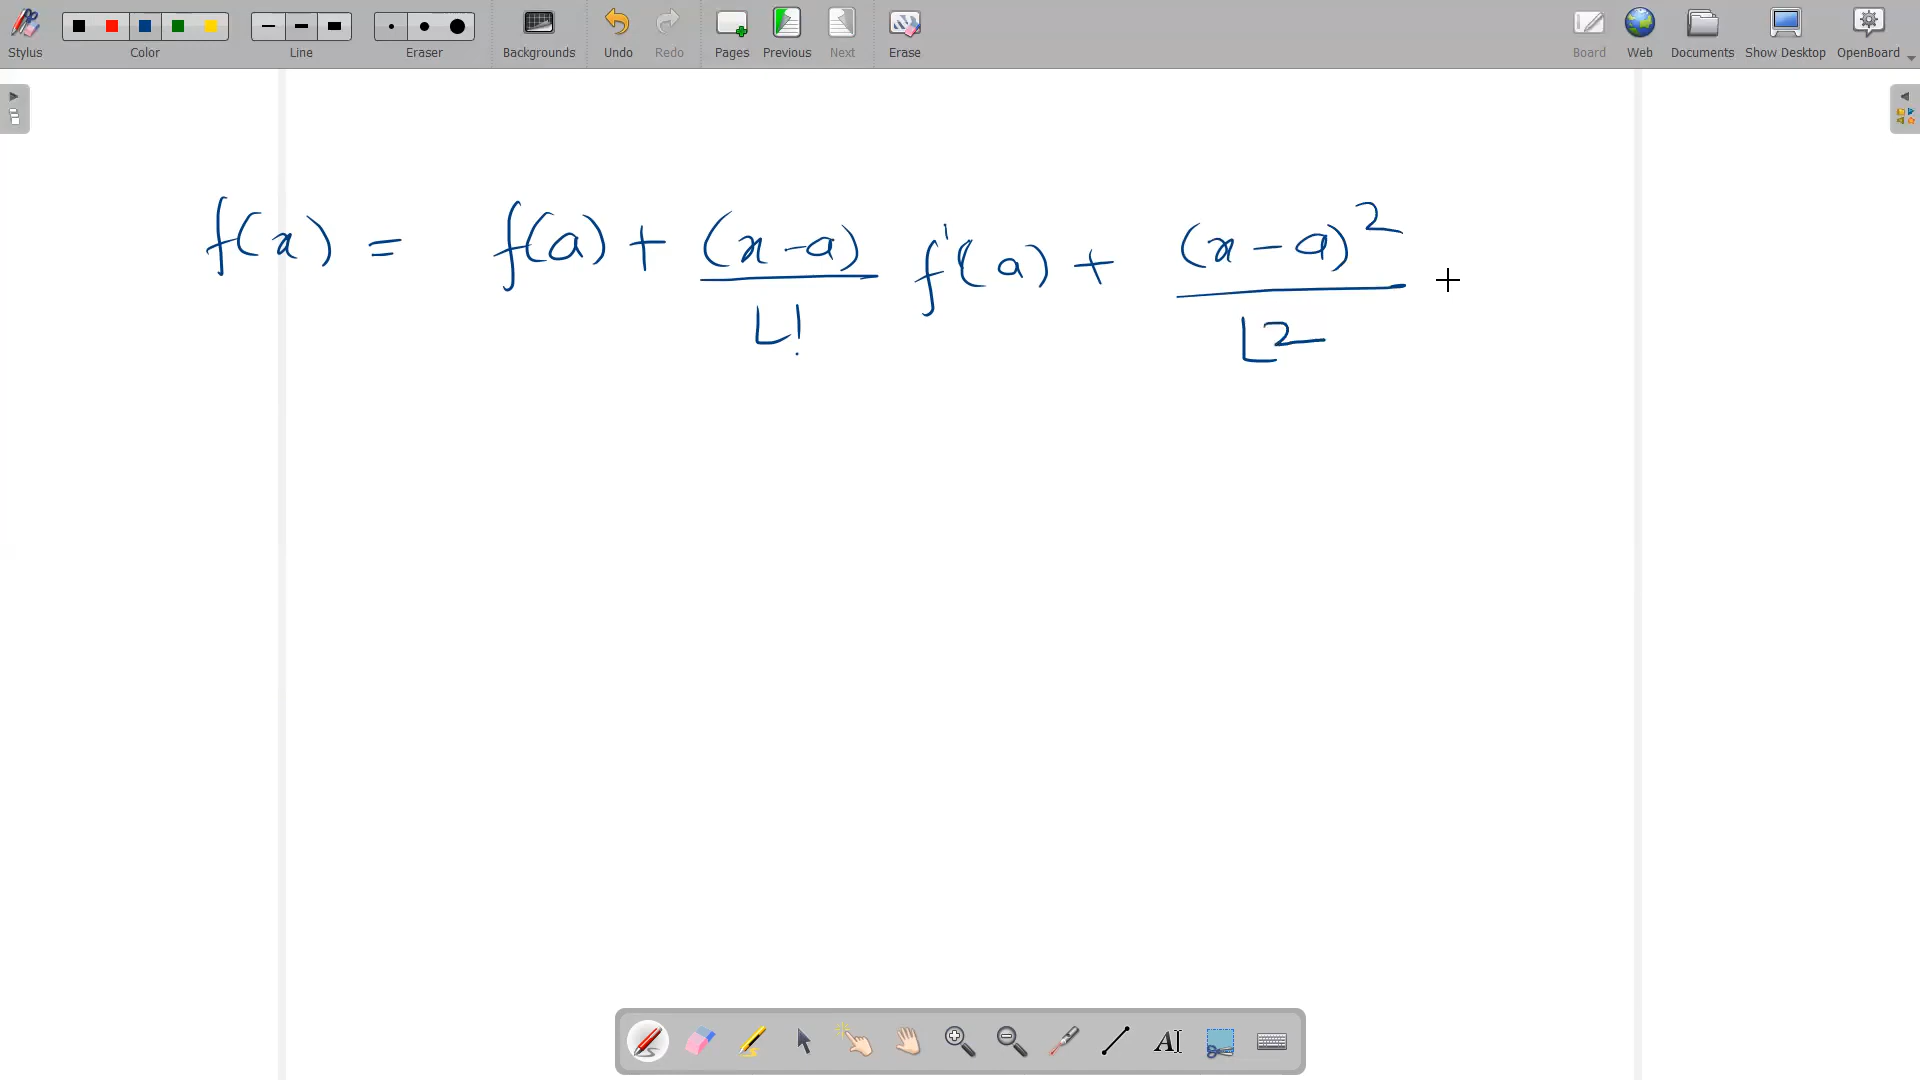 Stylus Color Line Eraser Backgrounds Undo Redo Pages Previous Next Erase Board Web Documents Show Desktop OpenBoard
f(x) = f(a) + (x-a)/L! f'(a) + (x-a)²/L2
AI